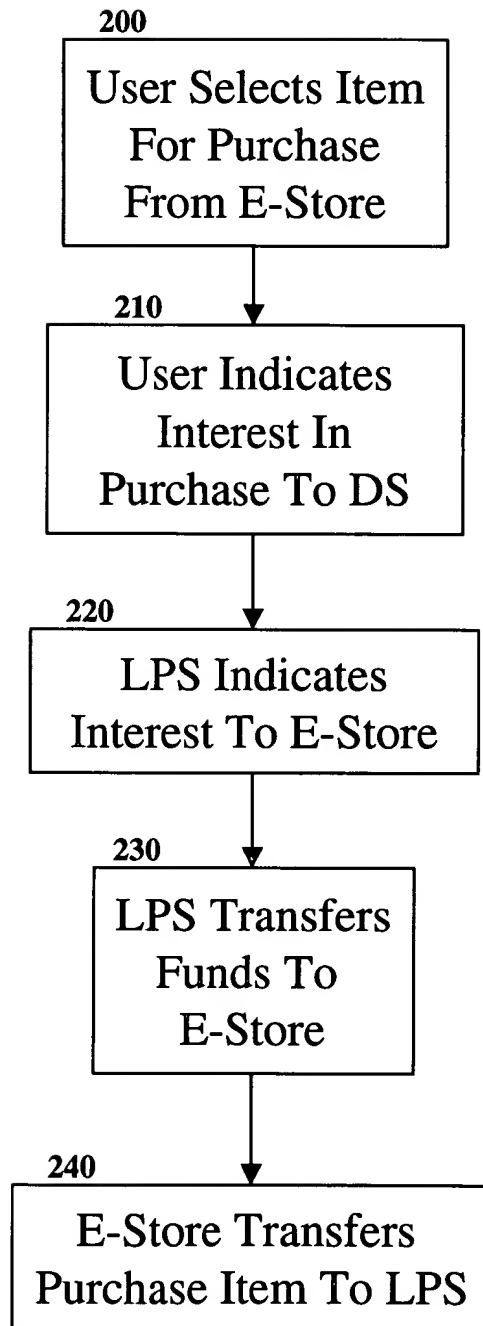 200
User Selects Item
For Purchase
From E-Store
210
User Indicates
Interest In
Purchase To DS
220
LPS Indicates
Interest To E-Store
230
LPS Transfers
Funds To
E-Store
240
E-Store Transfers
Purchase Item To LPS